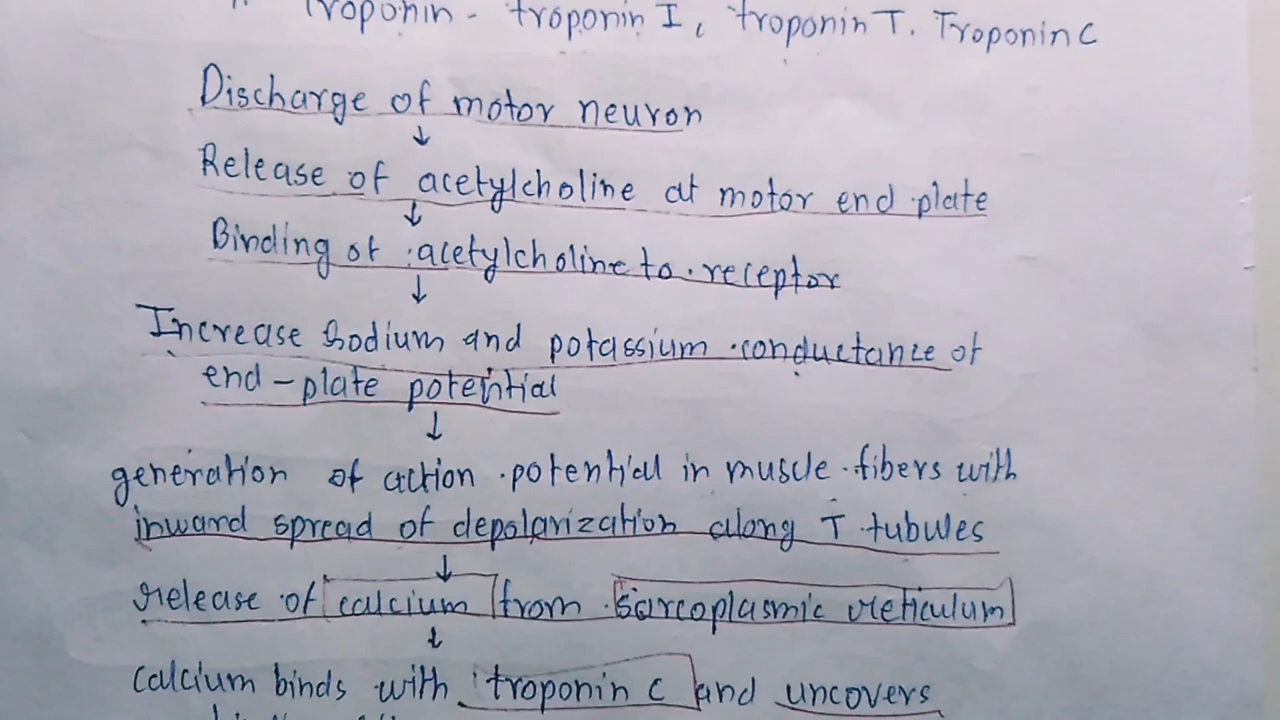 Troponin - troponin I, troponin T. Troponin C
Discharge of motor neuron
↓
Release of acetylcholine at motor end plate
↓
Binding of acetylcholine to receptor
↓
Increase Sodium and potassium conductance of
end-plate potential
↓
generation of action potential in muscle fibers with
inward spread of depolarization along T tubules
↓
release of calcium from sarcoplasmic reticulum
↓
calcium binds with troponin C and uncovers